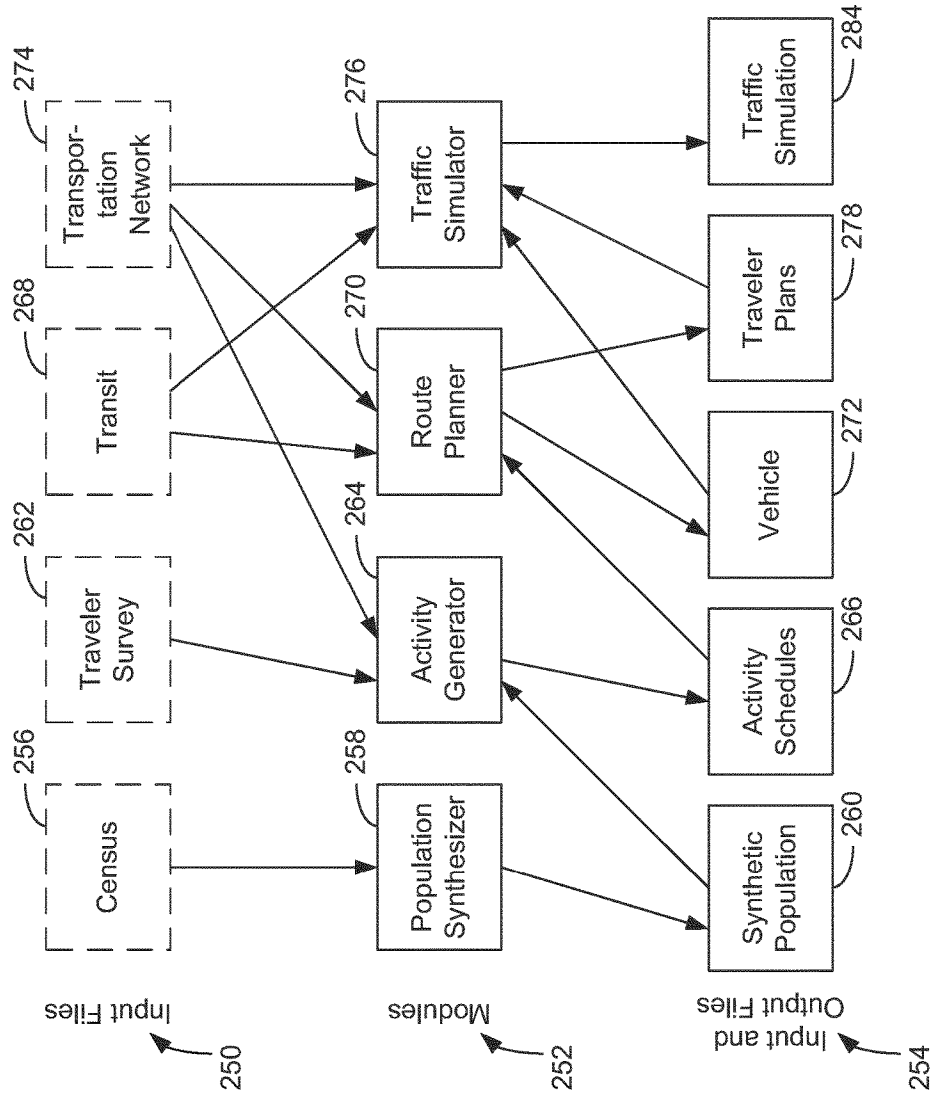 Input Files
250
Census
256
Traveler
Survey
262
Transit
268
Transpor-
tation
Network
274
Modules
252
Population
Synthesizer
258
Activity
Generator
264
Route
Planner
270
Traffic
Simulator
276
Input and
Output Files
254
Synthetic
Population
260
Activity
Schedules
266
Vehicle
272
Traveler
Plans
278
Traffic
Simulation
284